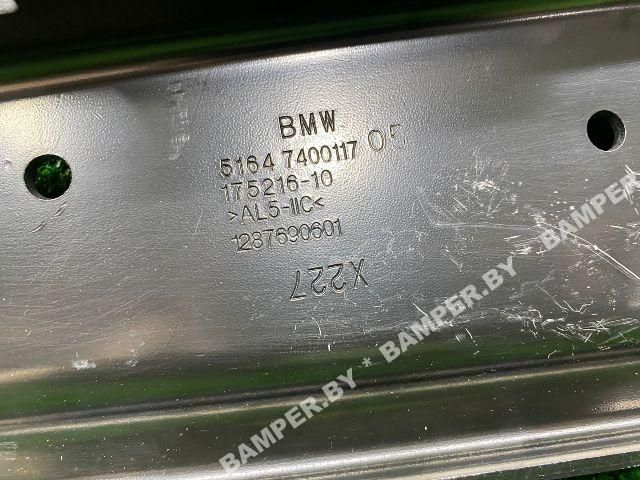 BMW
5164 7400117 05
175216-10
>AL5-IIC<
1287690601
X227
BAMPER.BY * BAMPER.BY * BAMPER.BY